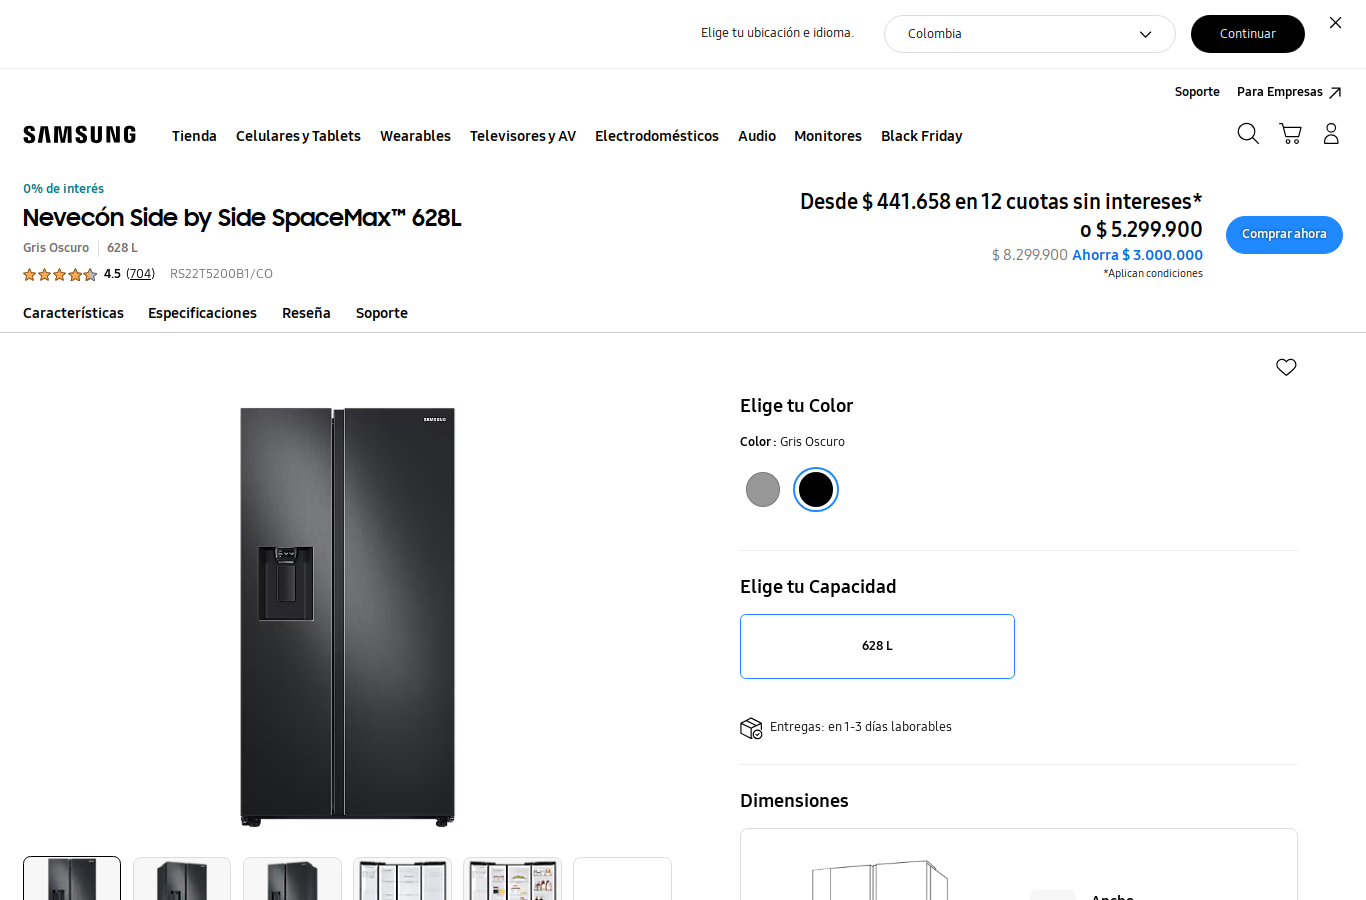 Elige tu ubicación e idioma.
Colombia
Continuar
Soporte
Para Empresas
SAMSUNG
Tienda
Celulares y Tablets
Wearables
Televisores y AV
Electrodomésticos
Audio
Monitores
Black Friday
0% de interés
Nevecón Side by Side SpaceMax™ 628L
Gris Oscuro
628 L
4.5 (704)
RS22T5200B1/CO
Desde $ 441.658 en 12 cuotas sin intereses*
o $ 5.299.900
$ 8.299.900 Ahorra $ 3.000.000
*Aplican condiciones
Comprar ahora
Características
Especificaciones
Reseña
Soporte
SAMSUNG
Elige tu Color
Color : Gris Oscuro
Elige tu Capacidad
628 L
Entregas: en 1-3 días laborables
Dimensiones
Ancho